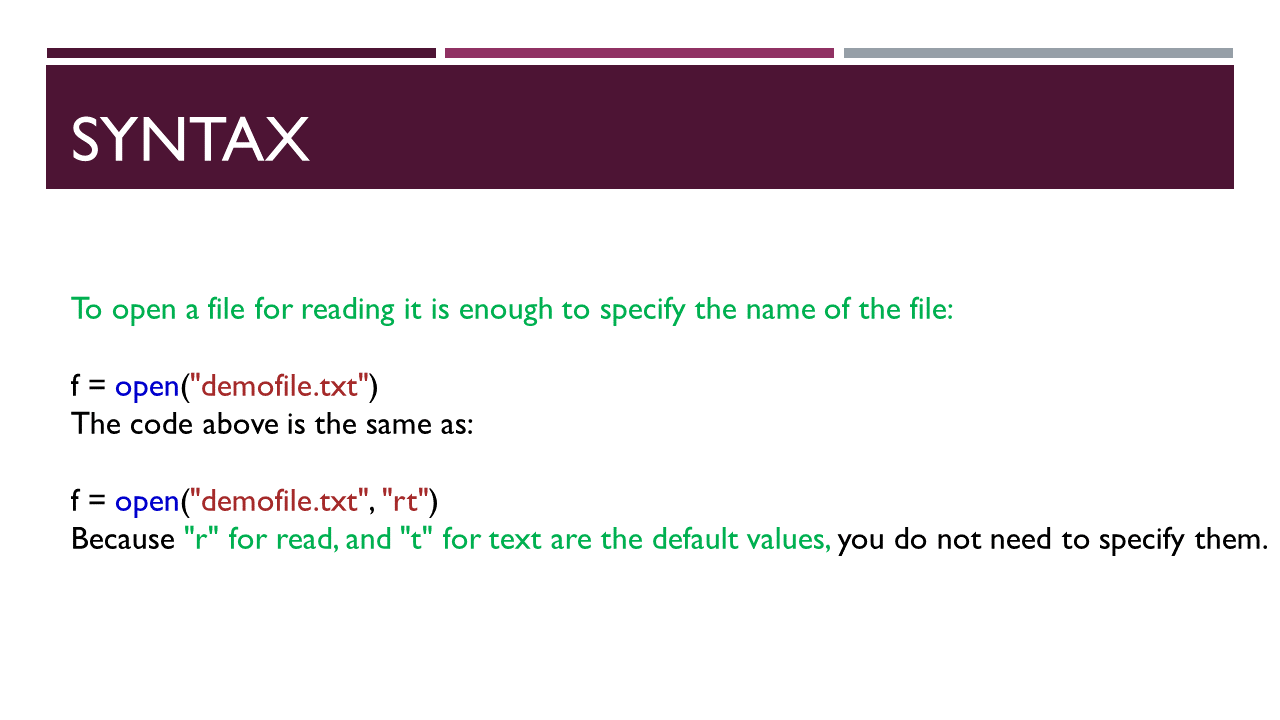 SYNTAX
To open a file for reading it is enough to specify the name of the file:
f = open("demofile.txt")
The code above is the same as:
f = open("demofile.txt", "rt")
Because "r" for read, and "t" for text are the default values, you do not need to specify them.